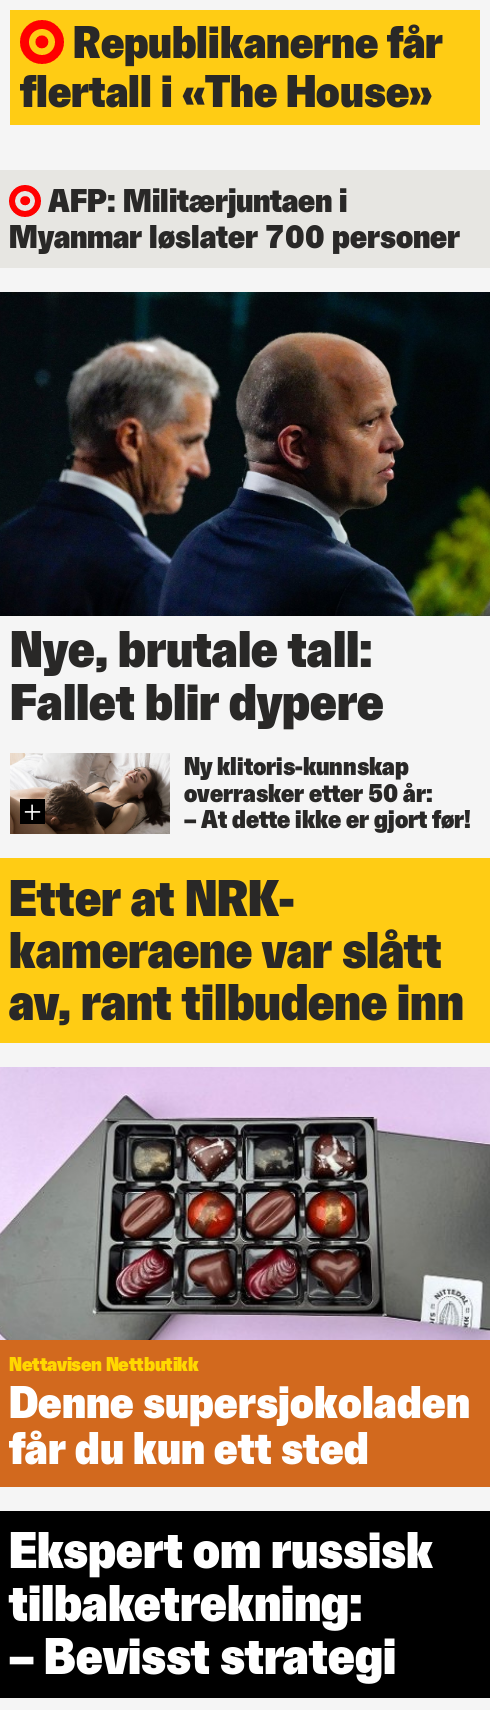 Republikanerne får
flertall i «The House»
AFP: Militærjuntaen i
Myanmar løslater 700 personer
Nye, brutale tall:
Fallet blir dypere
Ny klitoris-kunnskap
overrasker etter 50 år:
– At dette ikke er gjort før!
Etter at NRK-
kameraene var slått
av, rant tilbudene inn
NITTEDAL
Nettavisen Nettbutikk
Denne supersjokoladen
får du kun ett sted
Ekspert om russisk
tilbaketrekning:
– Bevisst strategi